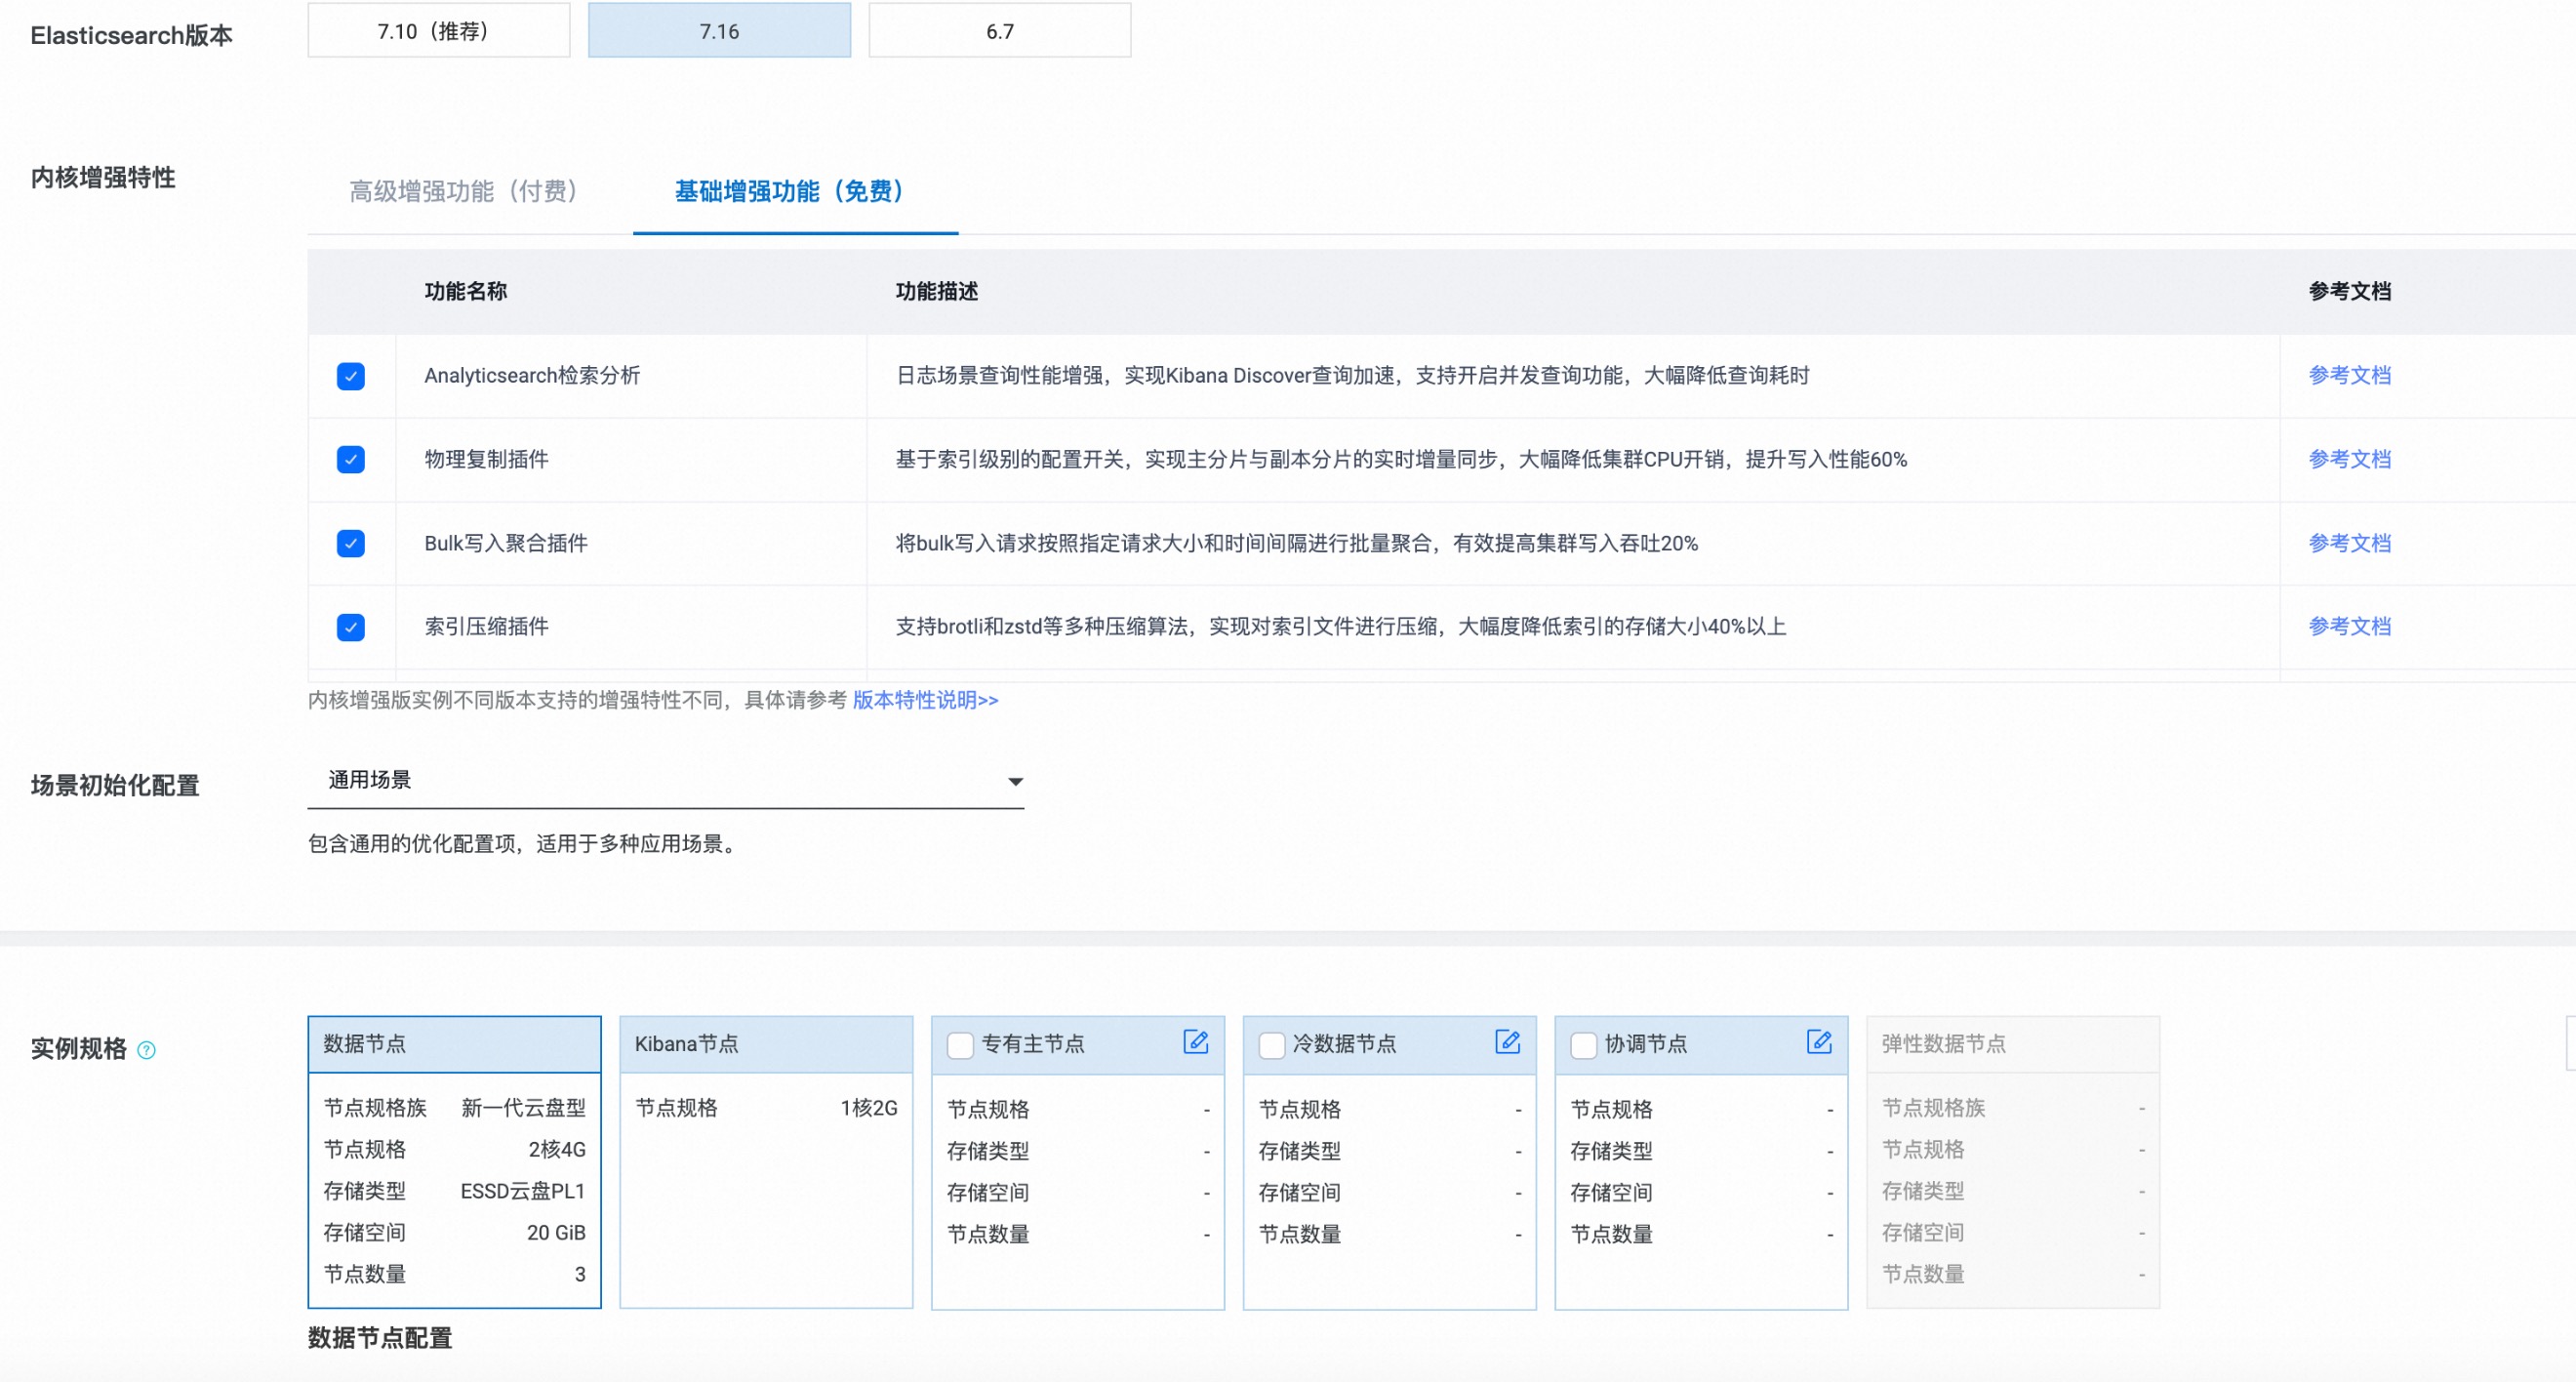 Elasticsearch版本
7.10（推荐） 7.16 6.7
内核增强特性
高级增强功能（付费） 基础增强功能（免费）
功能名称 功能描述 参考文档
Analyticsearch检索分析 日志场景查询性能增强，实现Kibana Discover查询加速，支持开启并发查询功能，大幅降低查询耗时 参考文档
物理复制插件 基于索引级别的配置开关，实现主分片与副本分片的实时增量同步，大幅降低集群CPU开销，提升写入性能60% 参考文档
Bulk写入聚合插件 将bulk写入请求按照指定请求大小和时间间隔进行批量聚合，有效提高集群写入吞吐20% 参考文档
索引压缩插件 支持brotli和zstd等多种压缩算法，实现对索引文件进行压缩，大幅度降低索引的存储大小40%以上 参考文档
内核增强版实例不同版本支持的增强特性不同，具体请参考 版本特性说明>>
场景初始化配置
通用场景
包含通用的优化配置项，适用于多种应用场景。
实例规格 ?
数据节点
节点规格族 新一代云盘型
节点规格 2核4G
存储类型 ESSD云盘PL1
存储空间 20 GiB
节点数量 3
Kibana节点
节点规格 1核2G
专有主节点
节点规格 -
存储类型 -
存储空间 -
节点数量 -
冷数据节点
节点规格 -
存储类型 -
存储空间 -
节点数量 -
协调节点
节点规格 -
存储类型 -
存储空间 -
节点数量 -
弹性数据节点
节点规格族 -
节点规格 -
存储类型 -
存储空间 -
节点数量 -
数据节点配置